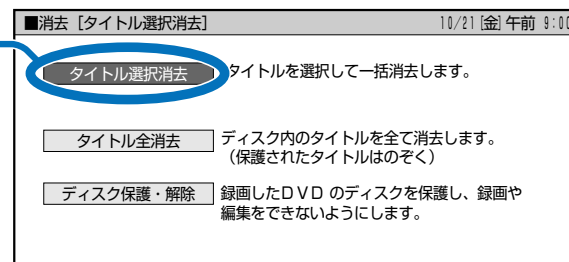 ■消去［タイトル選択消去］ 10/21[金]午前 9:00
タイトル選択消去 タイトルを選択して一括消去します。
タイトル全消去 ディスク内のタイトルを全て消去します。
（保護されたタイトルはのぞく）
ディスク保護・解除 録画したＤＶＤ のディスクを保護し、録画や
編集をできないようにします。